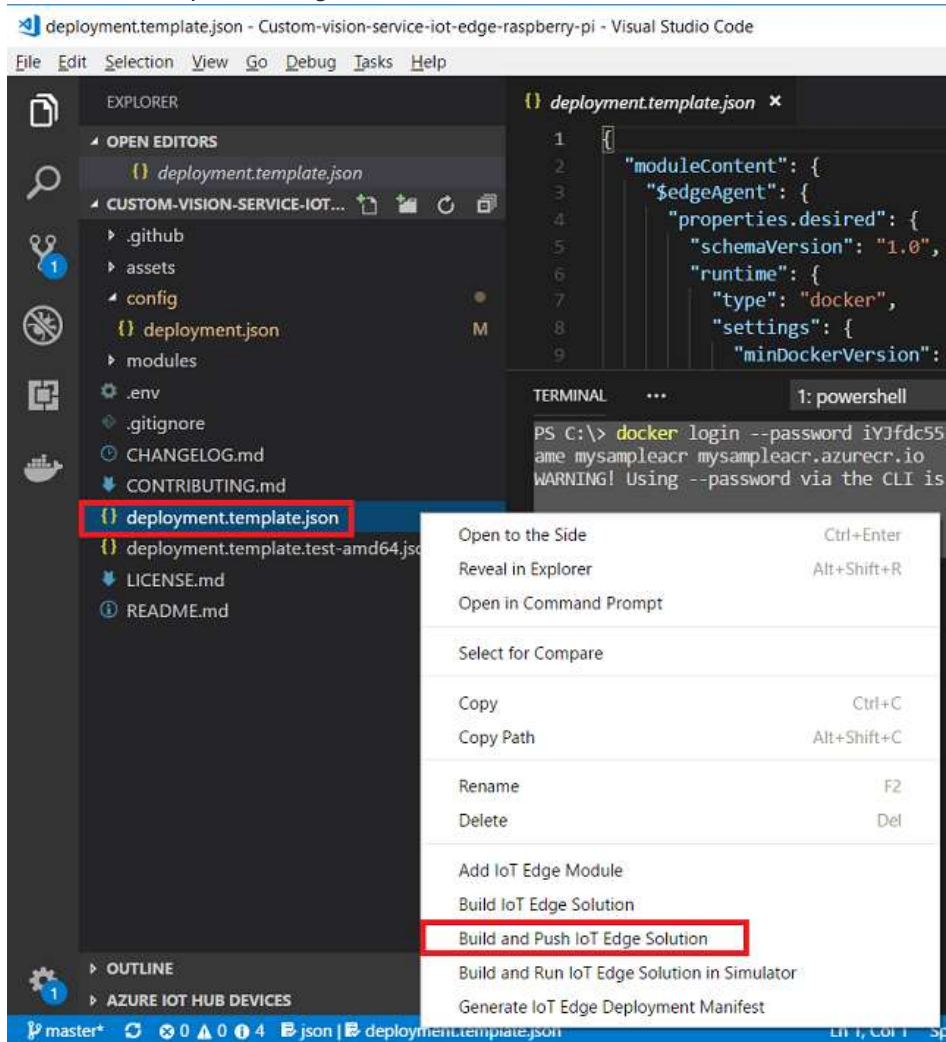 deployment.template.json - Custom-vision-service-iot-edge-raspberry-pi - Visual Studio Code
File Edit Selection View Go Debug Tasks Help
EXPLORER
OPEN EDITORS
{} deployment.template.json
CUSTOM-VISION-SERVICE-IOT...
.github
assets
config
{} deployment.json M
modules
.env
.gitignore
CHANGELOG.md
CONTRIBUTING.md
{} deployment.template.json
{} deployment.template.test-amd64.jso
LICENSE.md
README.md
OUTLINE
AZURE IOT HUB DEVICES
1
1
{} deployment.template.json ×
1 {
2 "moduleContent": {
3 "$edgeAgent": {
4 "properties.desired": {
5 "schemaVersion": "1.0",
6 "runtime": {
7 "type": "docker",
8 "settings": {
9 "minDockerVersion":
TERMINAL ... 1: powershell
PS C:\> docker login --password iYJfdc55
ame mysampleacr mysampleacr.azurecr.io
WARNING! Using --password via the CLI is
Open to the Side Ctrl+Enter
Reveal in Explorer Alt+Shift+R
Open in Command Prompt
Select for Compare
Copy Ctrl+C
Copy Path Alt+Shift+C
Rename F2
Delete Del
Add IoT Edge Module
Build IoT Edge Solution
Build and Push IoT Edge Solution
Build and Run IoT Edge Solution in Simulator
Generate IoT Edge Deployment Manifest
master* 0 0 4 json | deployment.template.json Ln 1, Col 1 Sp